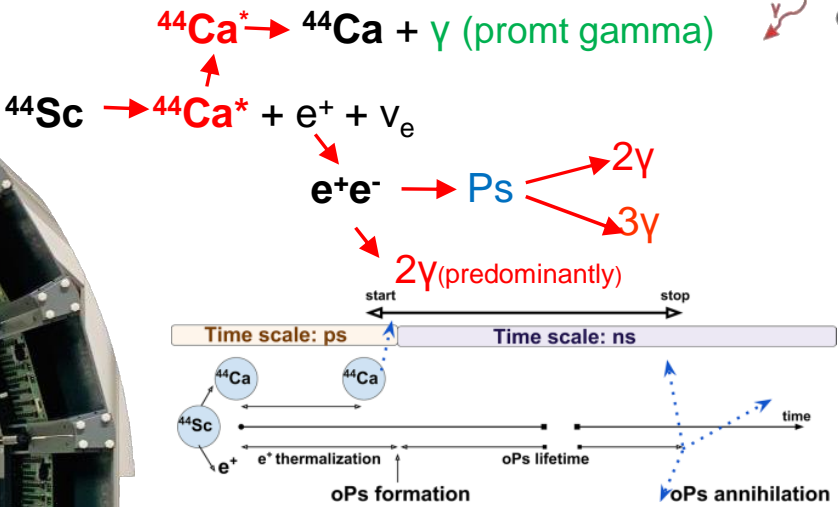 ⁴⁴Ca* → ⁴⁴Ca + γ (promt gamma)
γ
⁴⁴Sc → ⁴⁴Ca* + e⁺ + νₑ
e⁺e⁻ → Ps
2γ
3γ
2γ(predominantly)
start stop
Time scale: ps Time scale: ns
⁴⁴Ca ⁴⁴Ca
⁴⁴Sc
time
e⁺ e⁺ thermalization oPs lifetime
oPs formation oPs annihilation